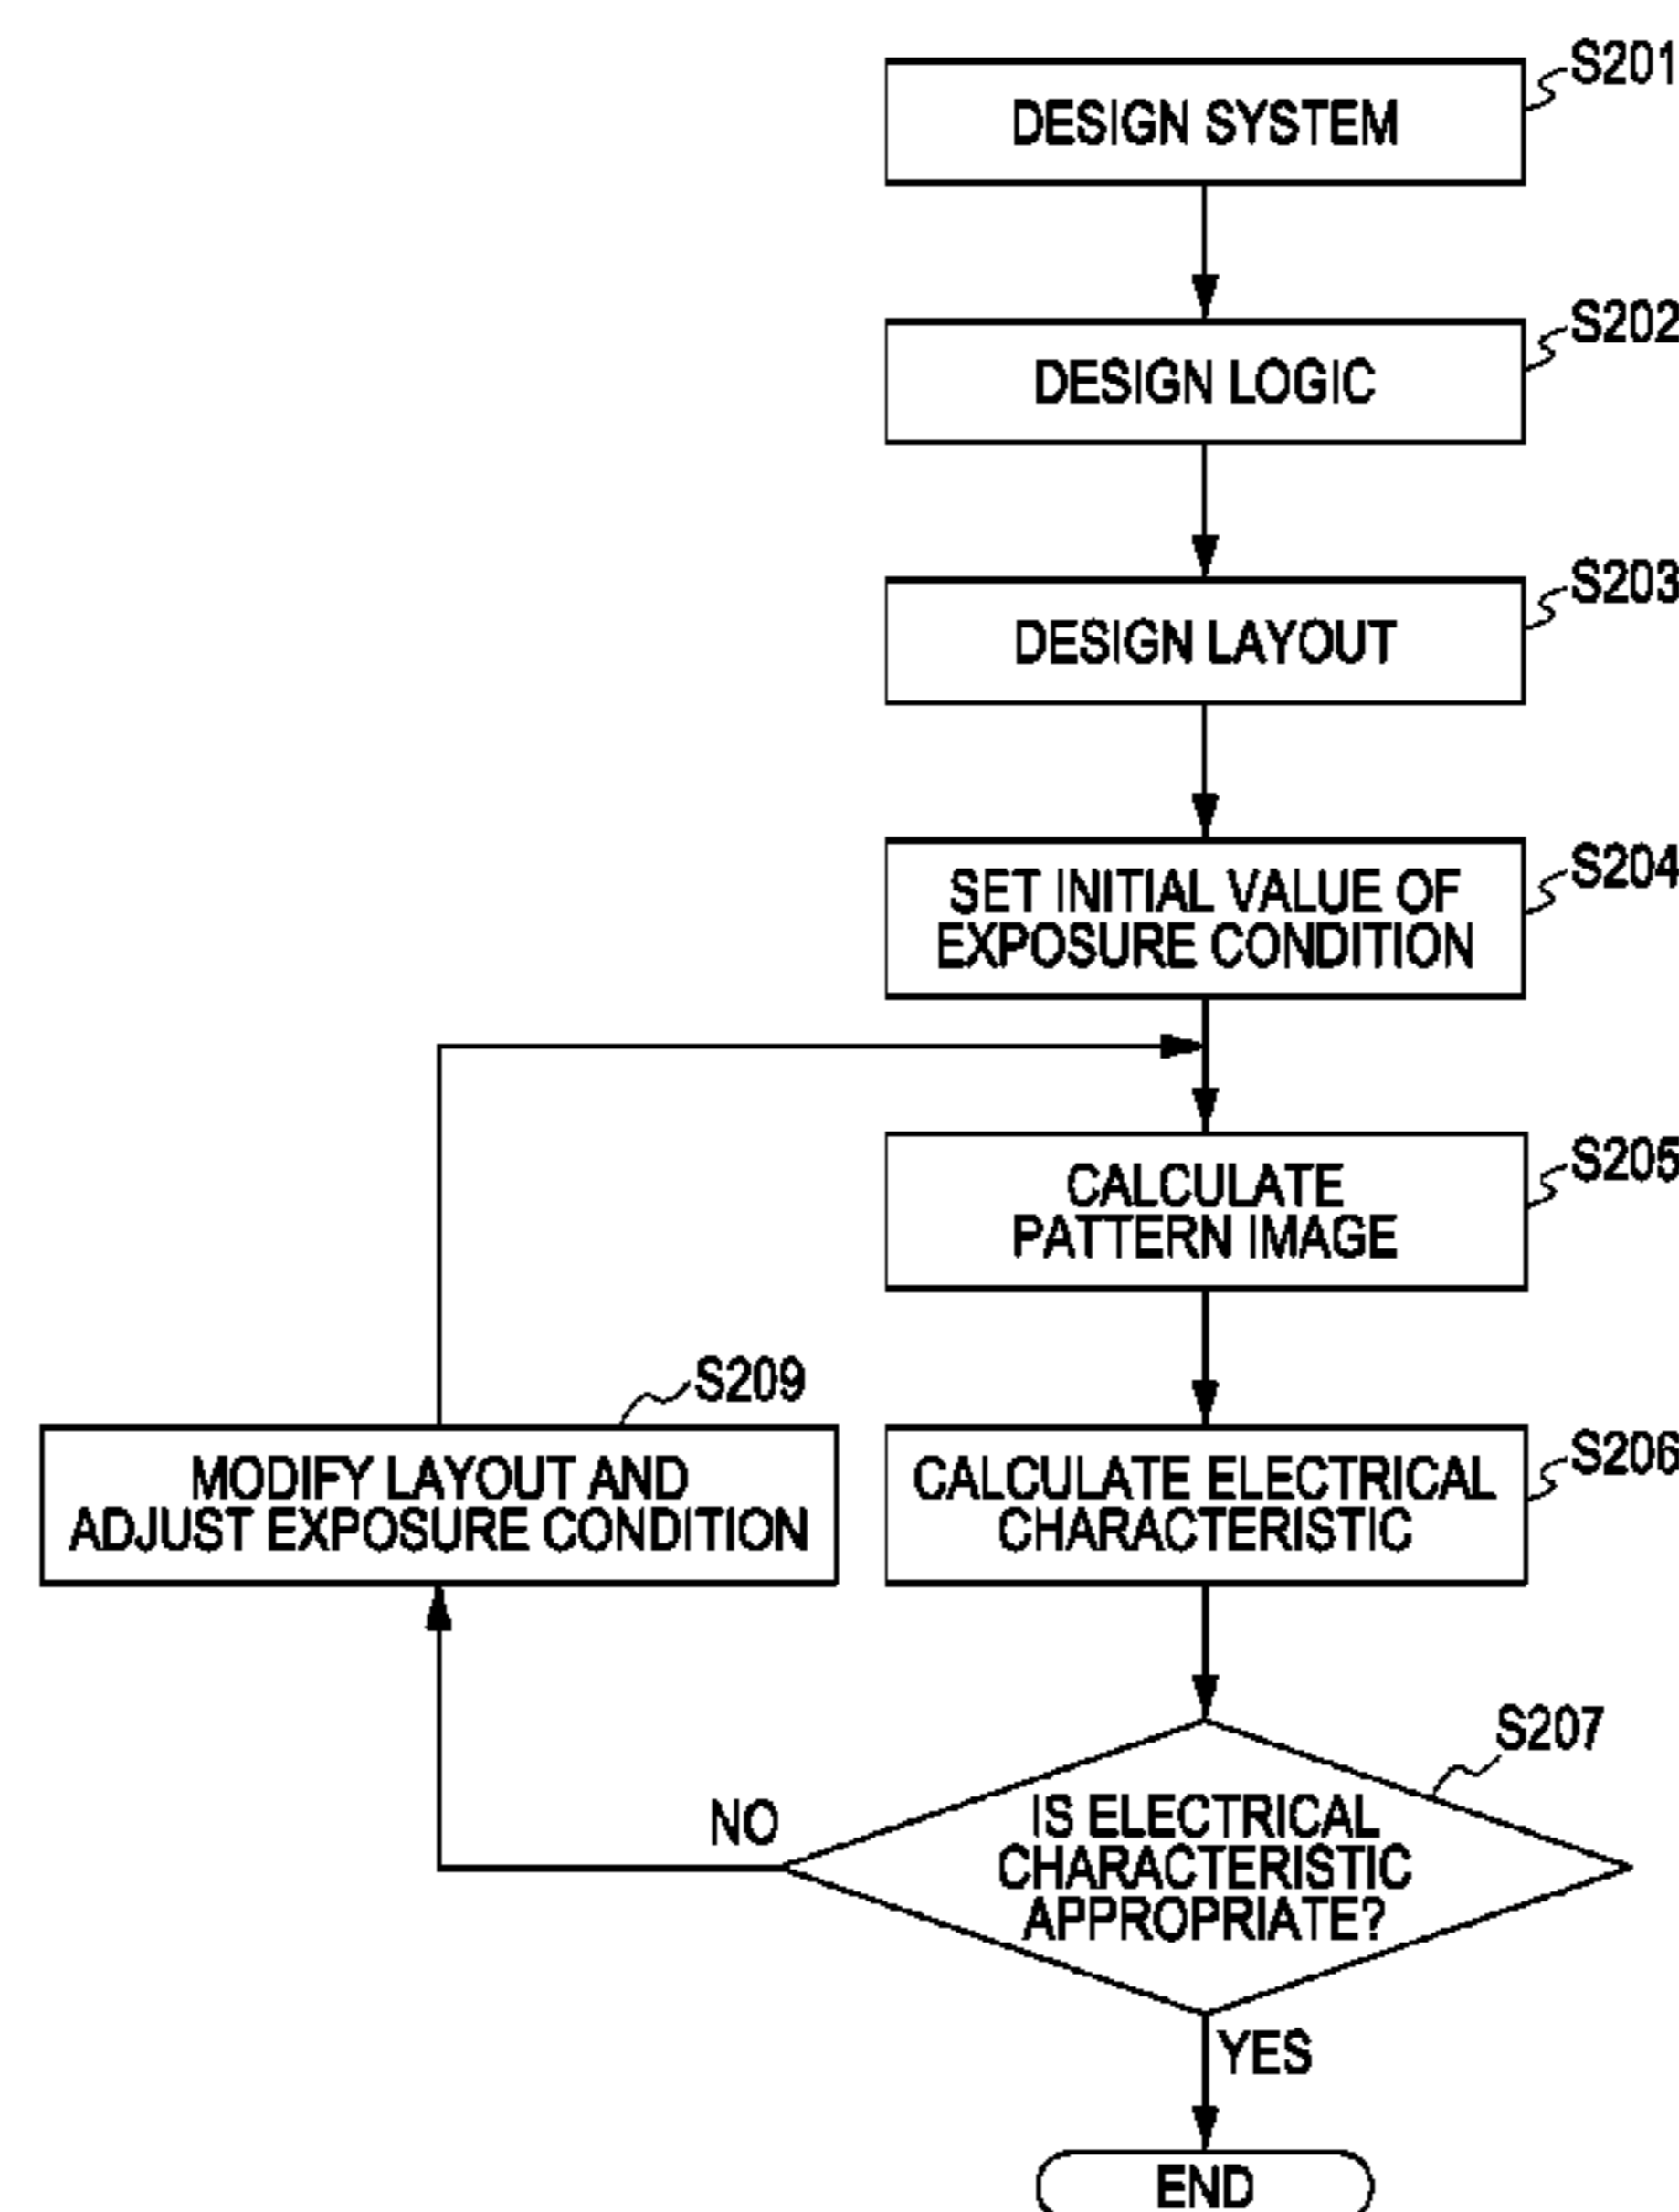 S201
DESIGN SYSTEM
S202
DESIGN LOGIC
S203
DESIGN LAYOUT
S204
SET INITIAL VALUE OF
EXPOSURE CONDITION
S205
CALCULATE
PATTERN IMAGE
S209
MODIFY LAYOUT AND
ADJUST EXPOSURE CONDITION
S206
CALCULATE ELECTRICAL
CHARACTERISTIC
S207
NO
IS ELECTRICAL
CHARACTERISTIC
APPROPRIATE?
YES
END